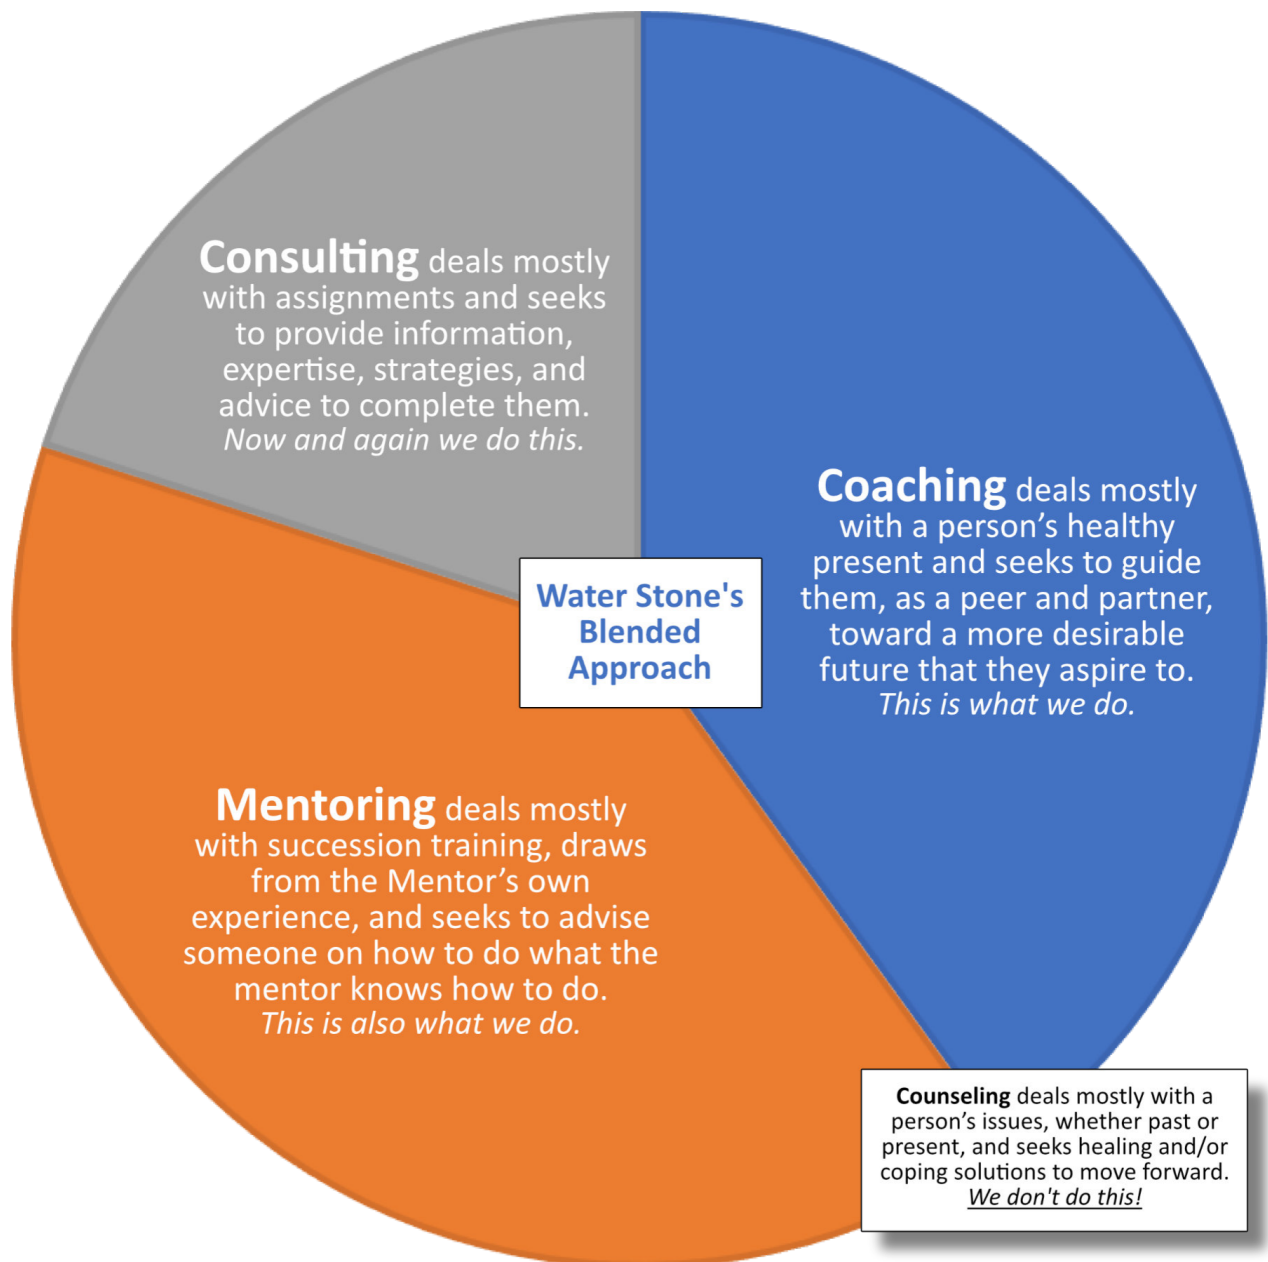 Consulting deals mostly
with assignments and seeks
to provide information,
expertise, strategies, and
advice to complete them.
Now and again we do this.
Coaching deals mostly
with a person’s healthy
present and seeks to guide
them, as a peer and partner,
toward a more desirable
future that they aspire to.
This is what we do.
Water Stone's
Blended
Approach
Mentoring deals mostly
with succession training, draws
from the Mentor’s own
experience, and seeks to advise
someone on how to do what the
mentor knows how to do.
This is also what we do.
Counseling deals mostly with a
person’s issues, whether past or
present, and seeks healing and/or
coping solutions to move forward.
We don't do this!